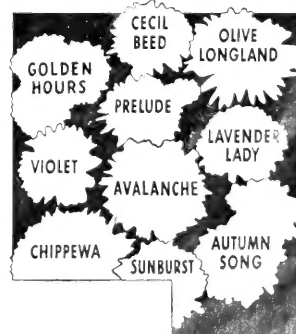 CECIL
BEED
OLIVE
LONGLAND
GOLDEN
HOURS
PRELUDE
LAVENDER
LADY
VIOLET
AVALANCHE
CHIPPEWA
SUNBURST
AUTUMN
SONG